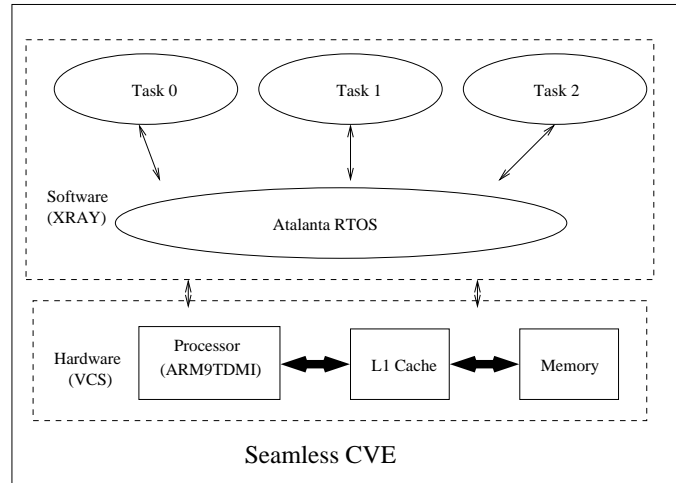 Task 0
Task 1
Task 2
Software
(XRAY)
Atalanta RTOS
Hardware
(VCS)
Processor
(ARM9TDMI)
L1 Cache
Memory
Seamless CVE